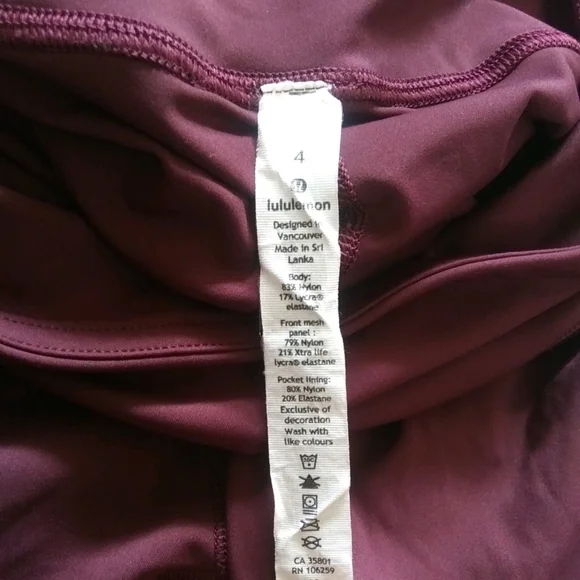 4
lululemon
Designed in
Vancouver
Made in Sri
Lanka
Body:
83% Nylon
17% Lycra®
elastane
Front mesh
panel :
79% Nylon
21% Xtra life
lycra® elastane
Pocket lining:
80% Nylon
20% Elastane
Exclusive of
decoration
Wash with
like colours
CA 35801
RN 106259